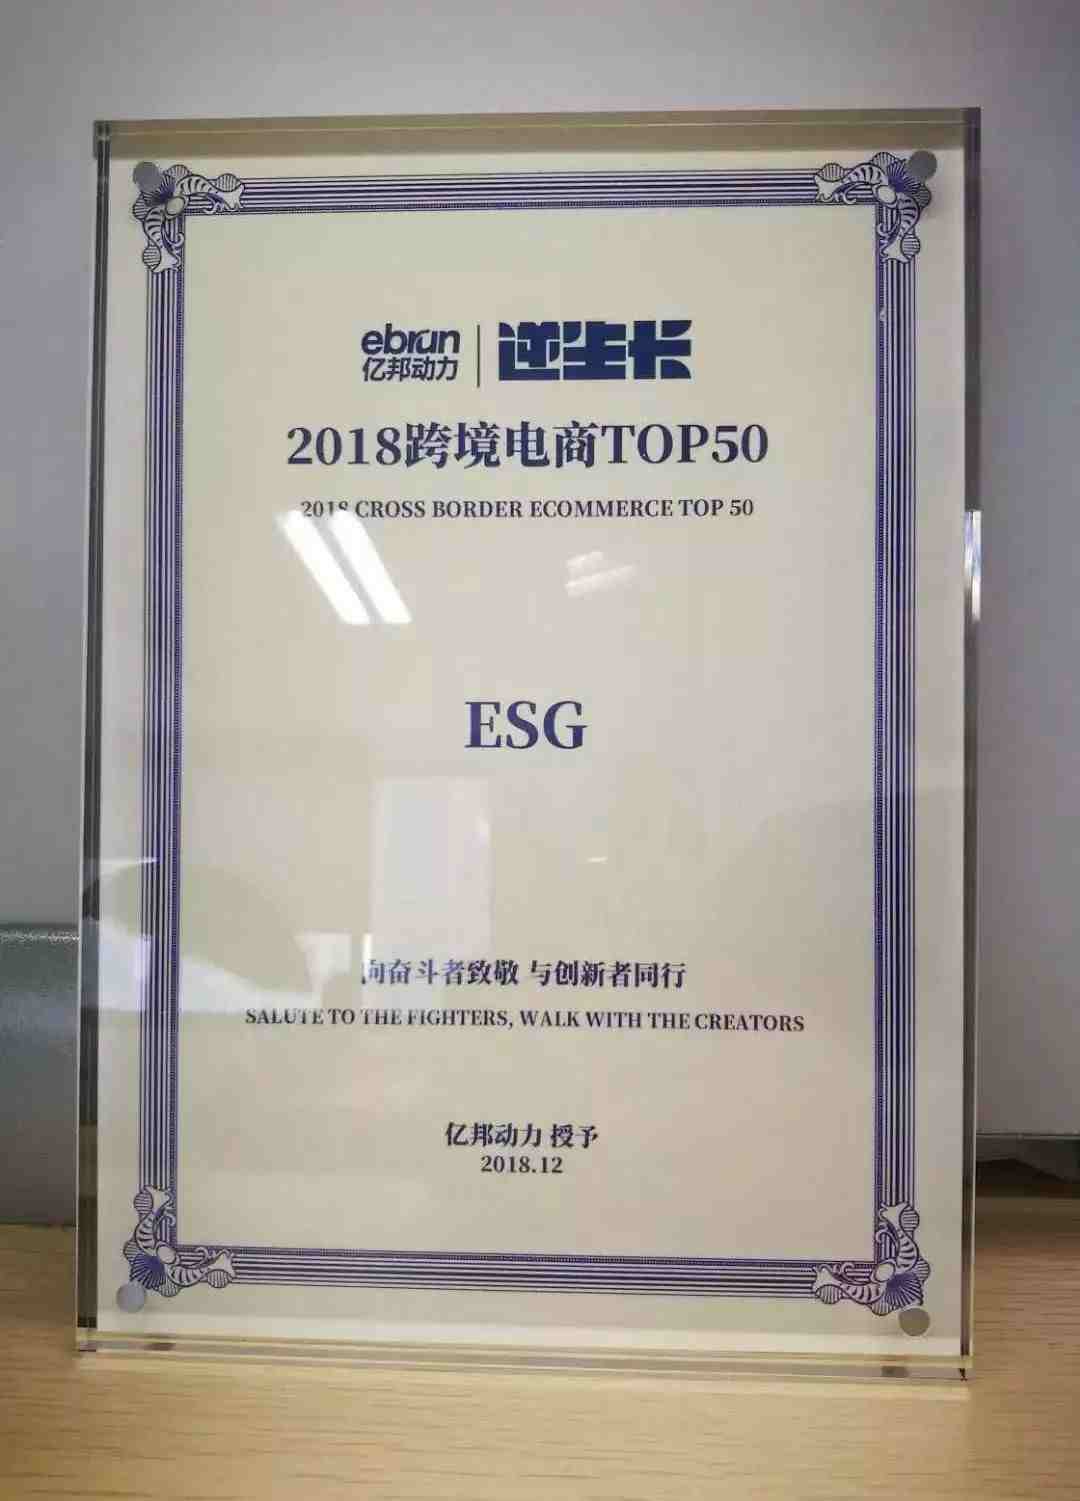 ebrun
亿邦动力
逆生长
2018跨境电商TOP50
2018 CROSS BORDER ECOMMERCE TOP 50
ESG
向奋斗者致敬 与创新者同行
SALUTE TO THE FIGHTERS, WALK WITH THE CREATORS
亿邦动力 授予
2018.12